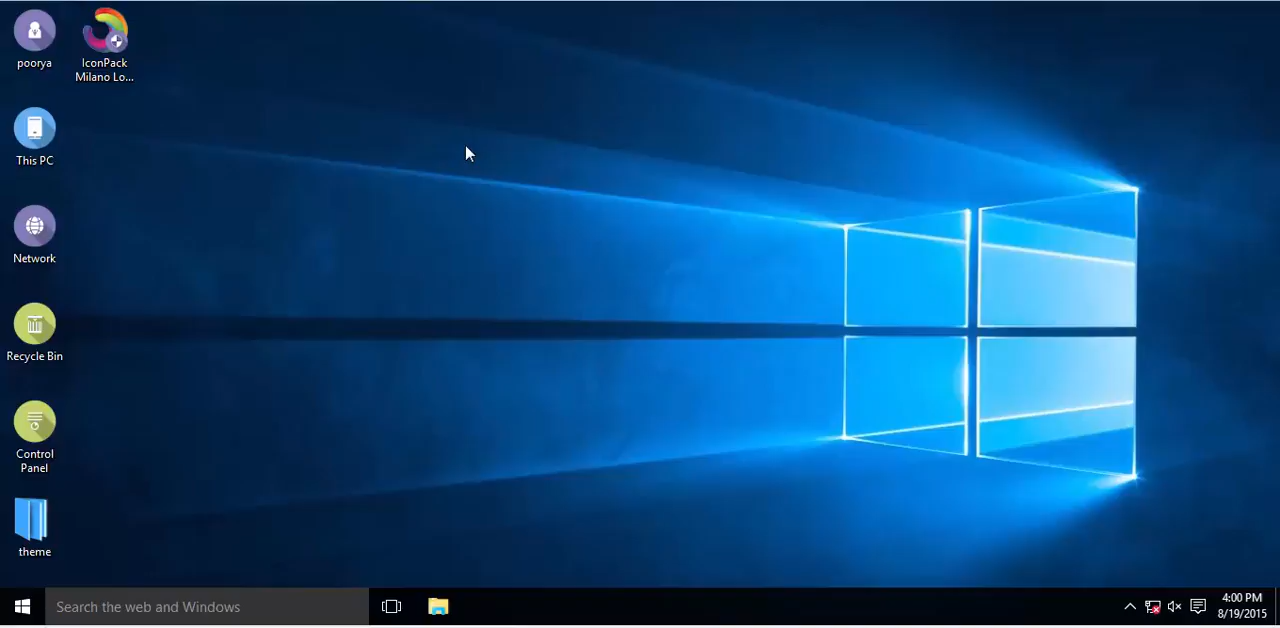 poorya
IconPack
Milano Lo...
This PC
Network
Recycle Bin
Control
Panel
theme
Search the web and Windows
4:00 PM
8/19/2015